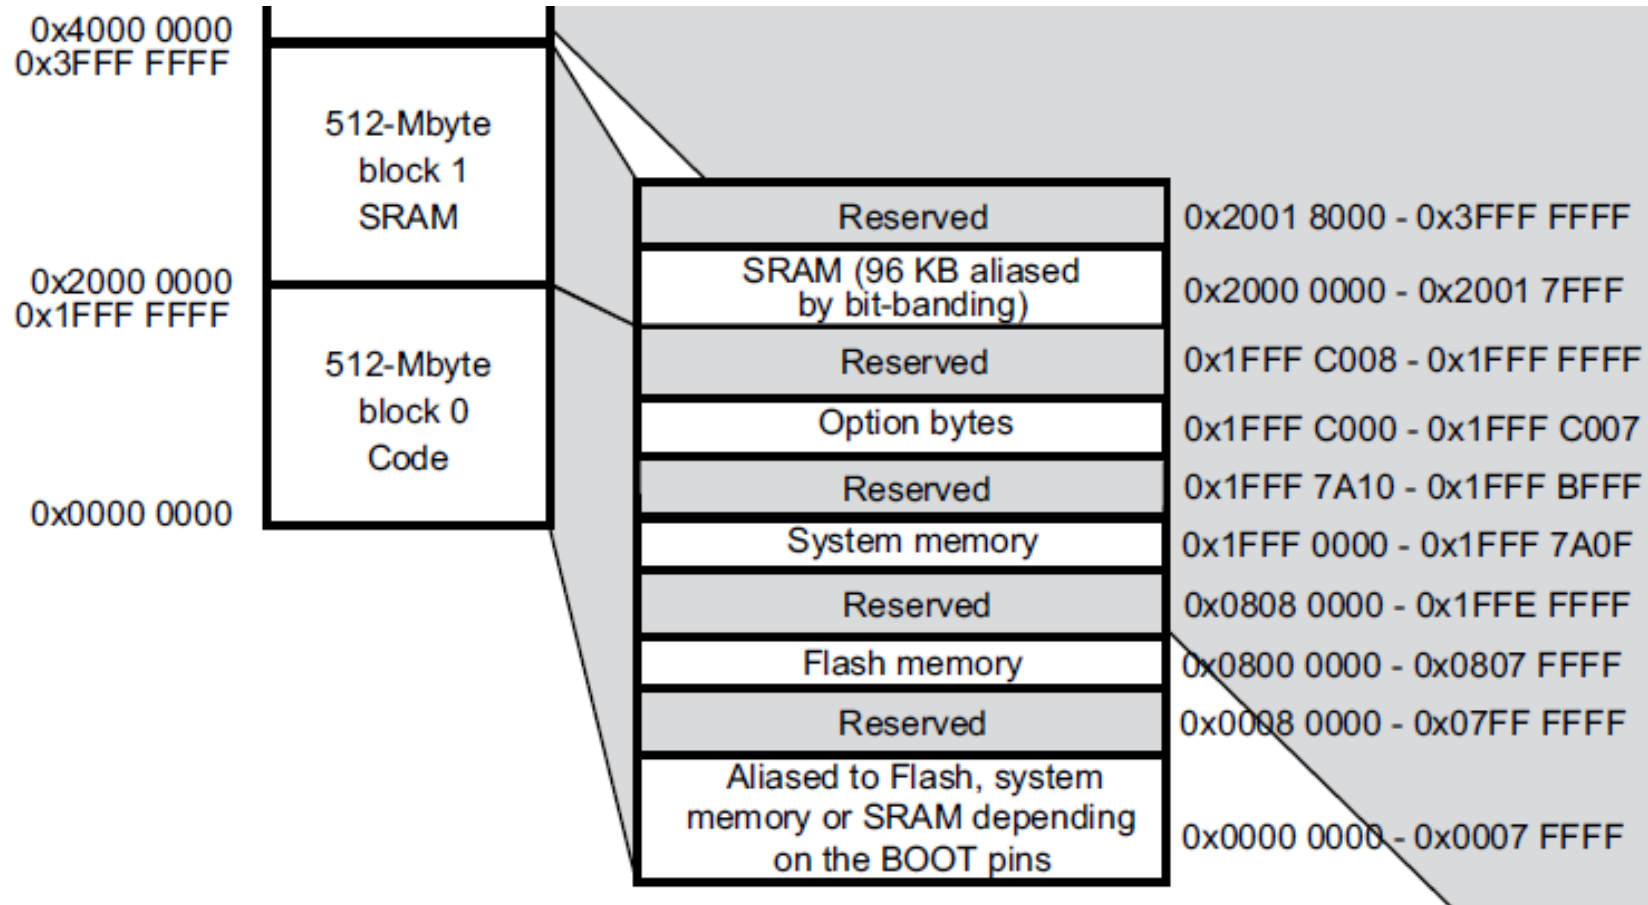 0x4000 0000
0x3FFF FFFF
512-Mbyte
block 1
SRAM
0x2000 0000
0x1FFF FFFF
512-Mbyte
block 0
Code
0x0000 0000
Reserved
0x2001 8000 - 0x3FFF FFFF
SRAM (96 KB aliased
by bit-banding)
0x2000 0000 - 0x2001 7FFF
Reserved
0x1FFF C008 - 0x1FFF FFFF
Option bytes
0x1FFF C000 - 0x1FFF C007
Reserved
0x1FFF 7A10 - 0x1FFF BFFF
System memory
0x1FFF 0000 - 0x1FFF 7A0F
Reserved
0x0808 0000 - 0x1FFE FFFF
Flash memory
0x0800 0000 - 0x0807 FFFF
Reserved
0x0008 0000 - 0x07FF FFFF
Aliased to Flash, system
memory or SRAM depending
on the BOOT pins
0x0000 0000 - 0x0007 FFFF